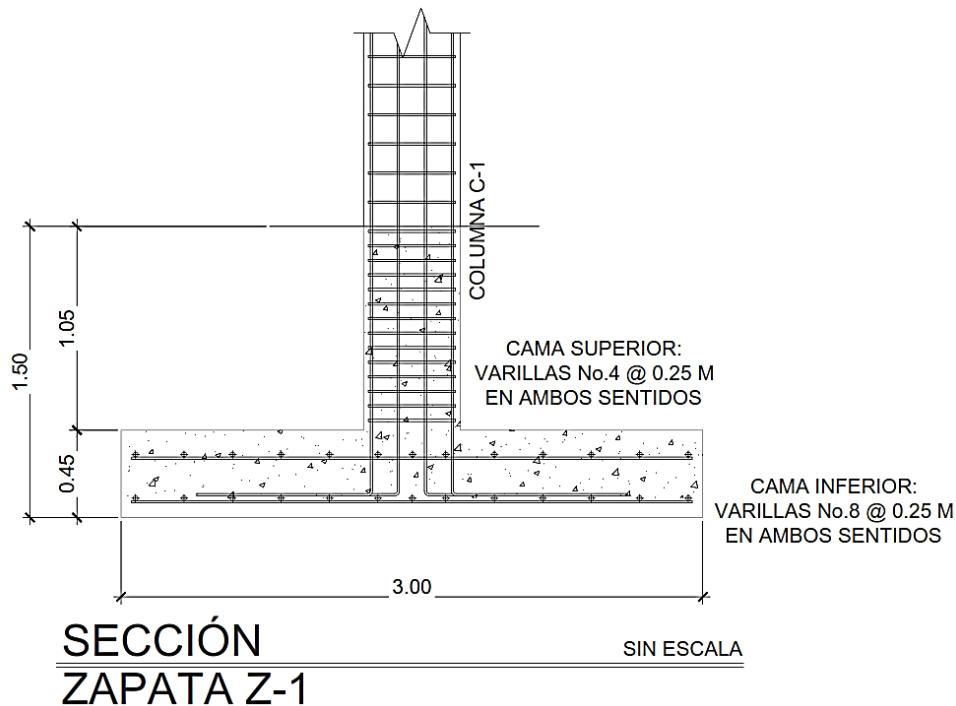 COLUMNA C-1
1.50
1.05
0.45
CAMA SUPERIOR:
VARILLAS No.4 @ 0.25 M
EN AMBOS SENTIDOS
CAMA INFERIOR:
VARILLAS No.8 @ 0.25 M
EN AMBOS SENTIDOS
3.00
SECCIÓN
SIN ESCALA
ZAPATA Z-1